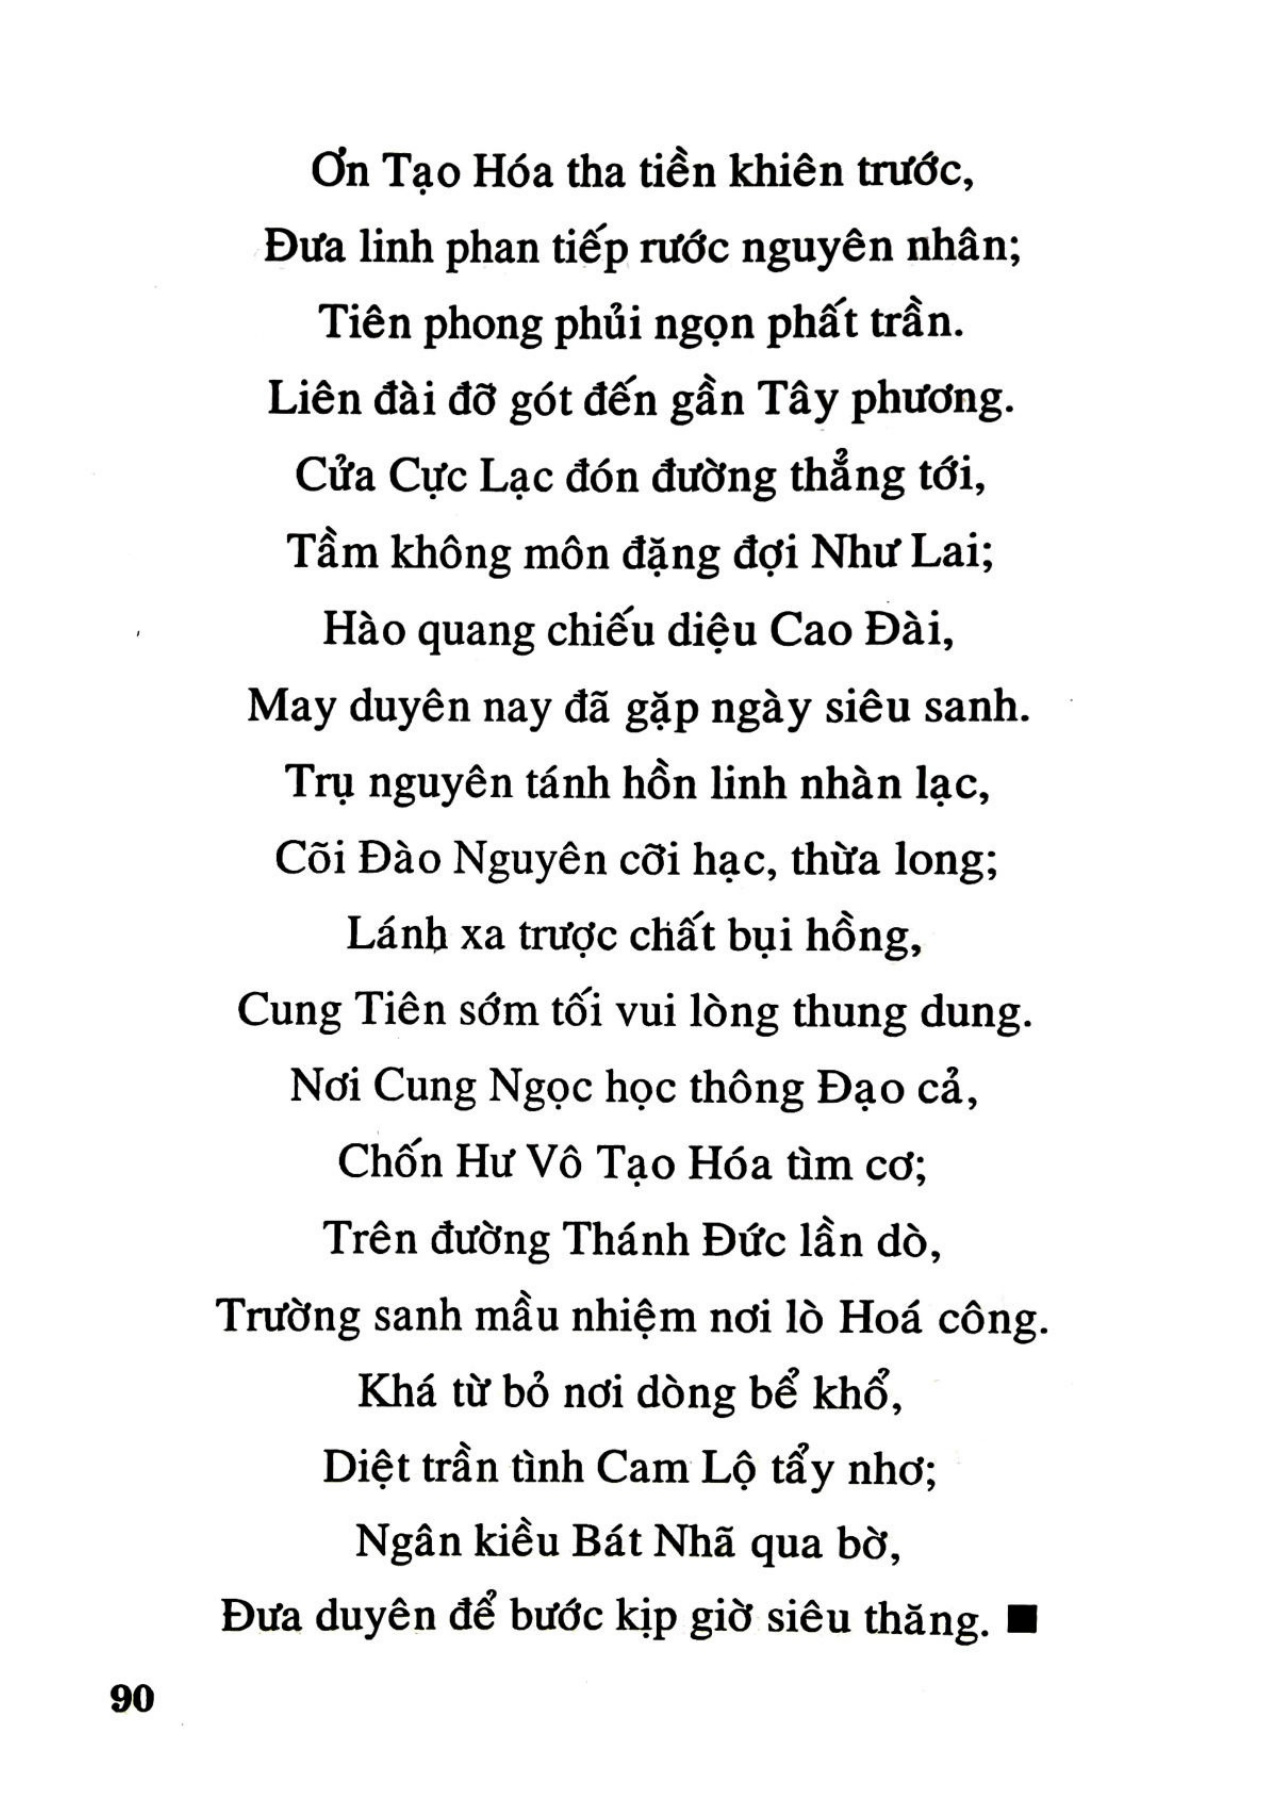 Ơn Tạo Hóa tha tiền khiên trước,
Đưa linh phan tiếp rước nguyên nhân;
Tiên phong phủi ngọn phất trần.
Liên đài đỡ gót đến gần Tây phương.
Cửa Cực Lạc đón đường thẳng tới,
Tầm không môn đặng đợi Như Lai;
Hào quang chiếu diệu Cao Đài,
May duyên nay đã gặp ngày siêu sanh.
Trụ nguyên tánh hồn linh nhàn lạc,
Cõi Đào Nguyên cỡi hạc, thừa long;
Lánh xa trược chất bụi hồng,
Cung Tiên sớm tối vui lòng thung dung.
Nơi Cung Ngọc học thông Đạo cả,
Chốn Hư Vô Tạo Hóa tìm cơ;
Trên đường Thánh Đức lần dò,
Trường sanh mầu nhiệm nơi lò Hoá công.
Khá từ bỏ nơi dòng bể khổ,
Diệt trần tình Cam Lộ tẩy nhơ;
Ngân kiều Bát Nhã qua bờ,
Đưa duyên để bước kịp giờ siêu thăng. ■
90